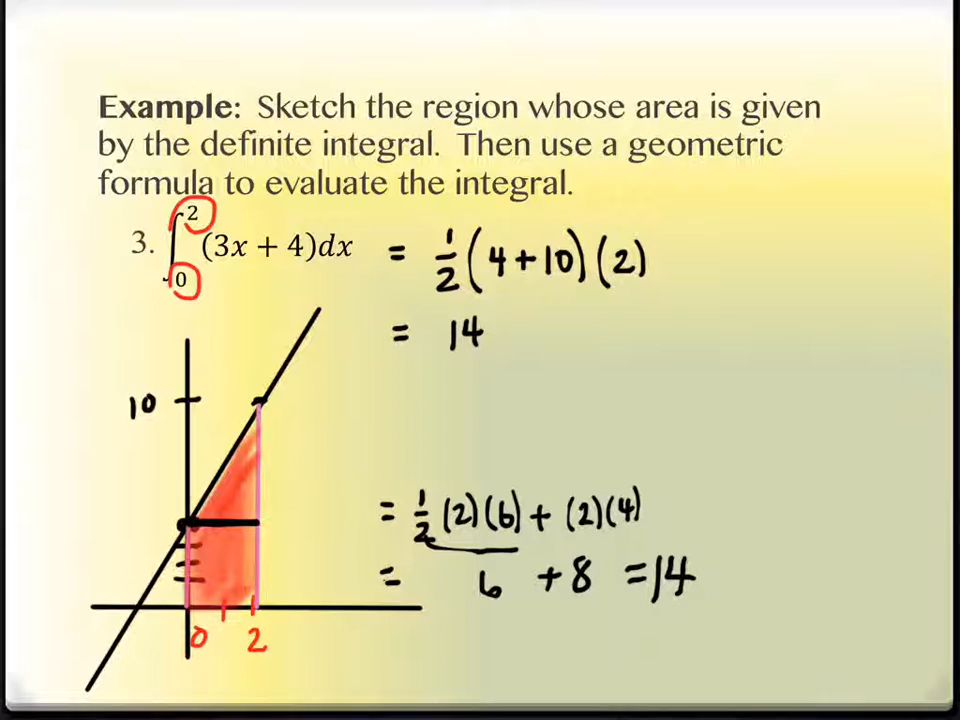 Example: Sketch the region whose area is given
by the definite integral. Then use a geometric
formula to evaluate the integral.
3. ∫₀² (3x + 4)dx = 1/2 (4+10)(2)
= 14
10
= 1/2 (2)(6) + (2)(4)
= 6 + 8 = 14
0 2